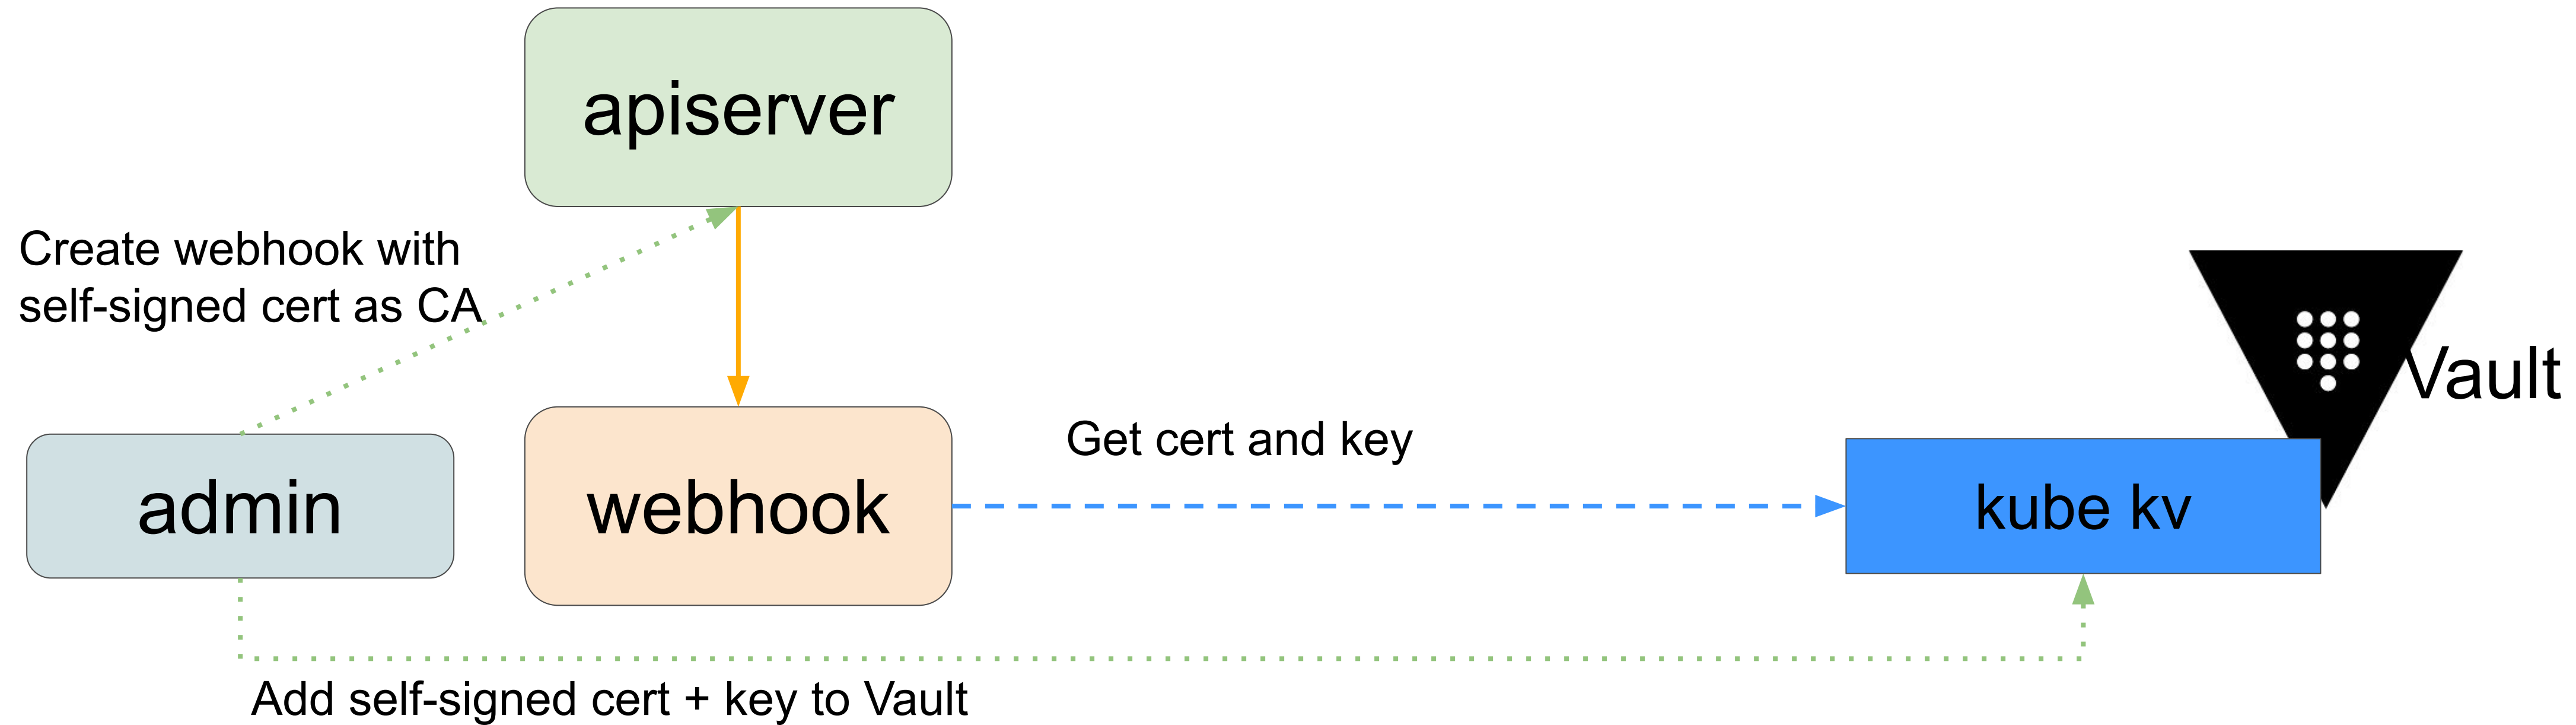 apiserver
Create webhook with
self-signed cert as CA
Vault
Get cert and key
admin
webhook
kube kv
Add self-signed cert + key to Vault